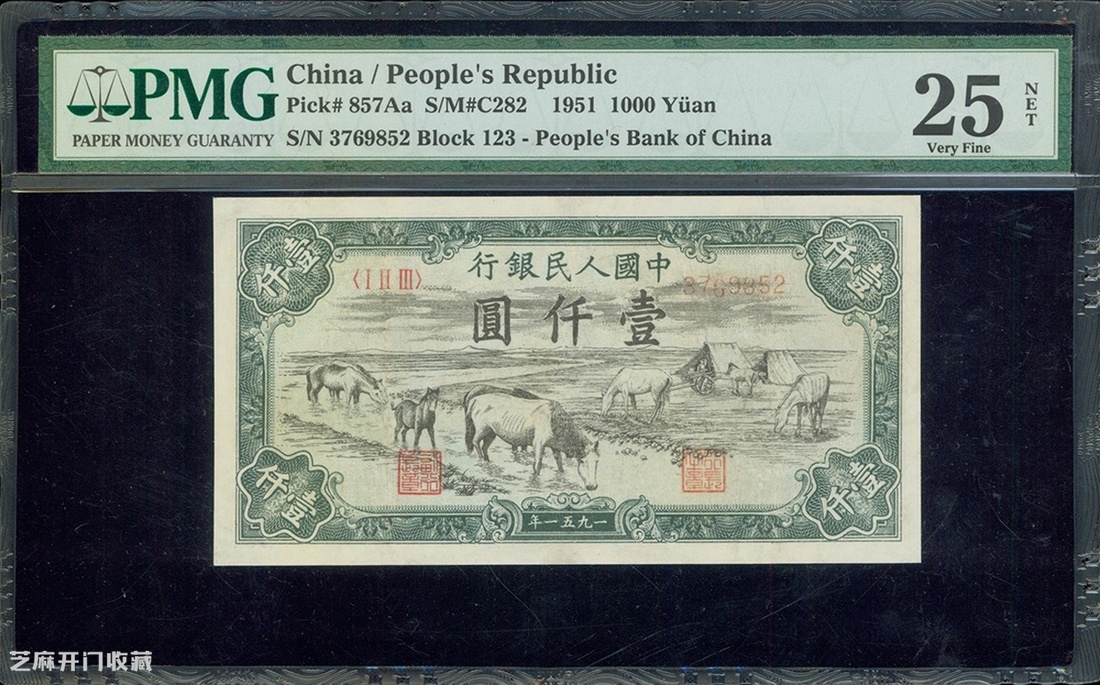 PMG
PAPER MONEY GUARANTY
China / People's Republic
Pick# 857Aa S/M#C282 1951 1000 Yüan
S/N 3769852 Block 123 - People's Bank of China
25
NET
Very Fine
壹仟
行銀民人國中
壹仟
〈I II III〉
3769852
圓仟壹
壹仟
年一五九一
壹仟
芝麻开门收藏